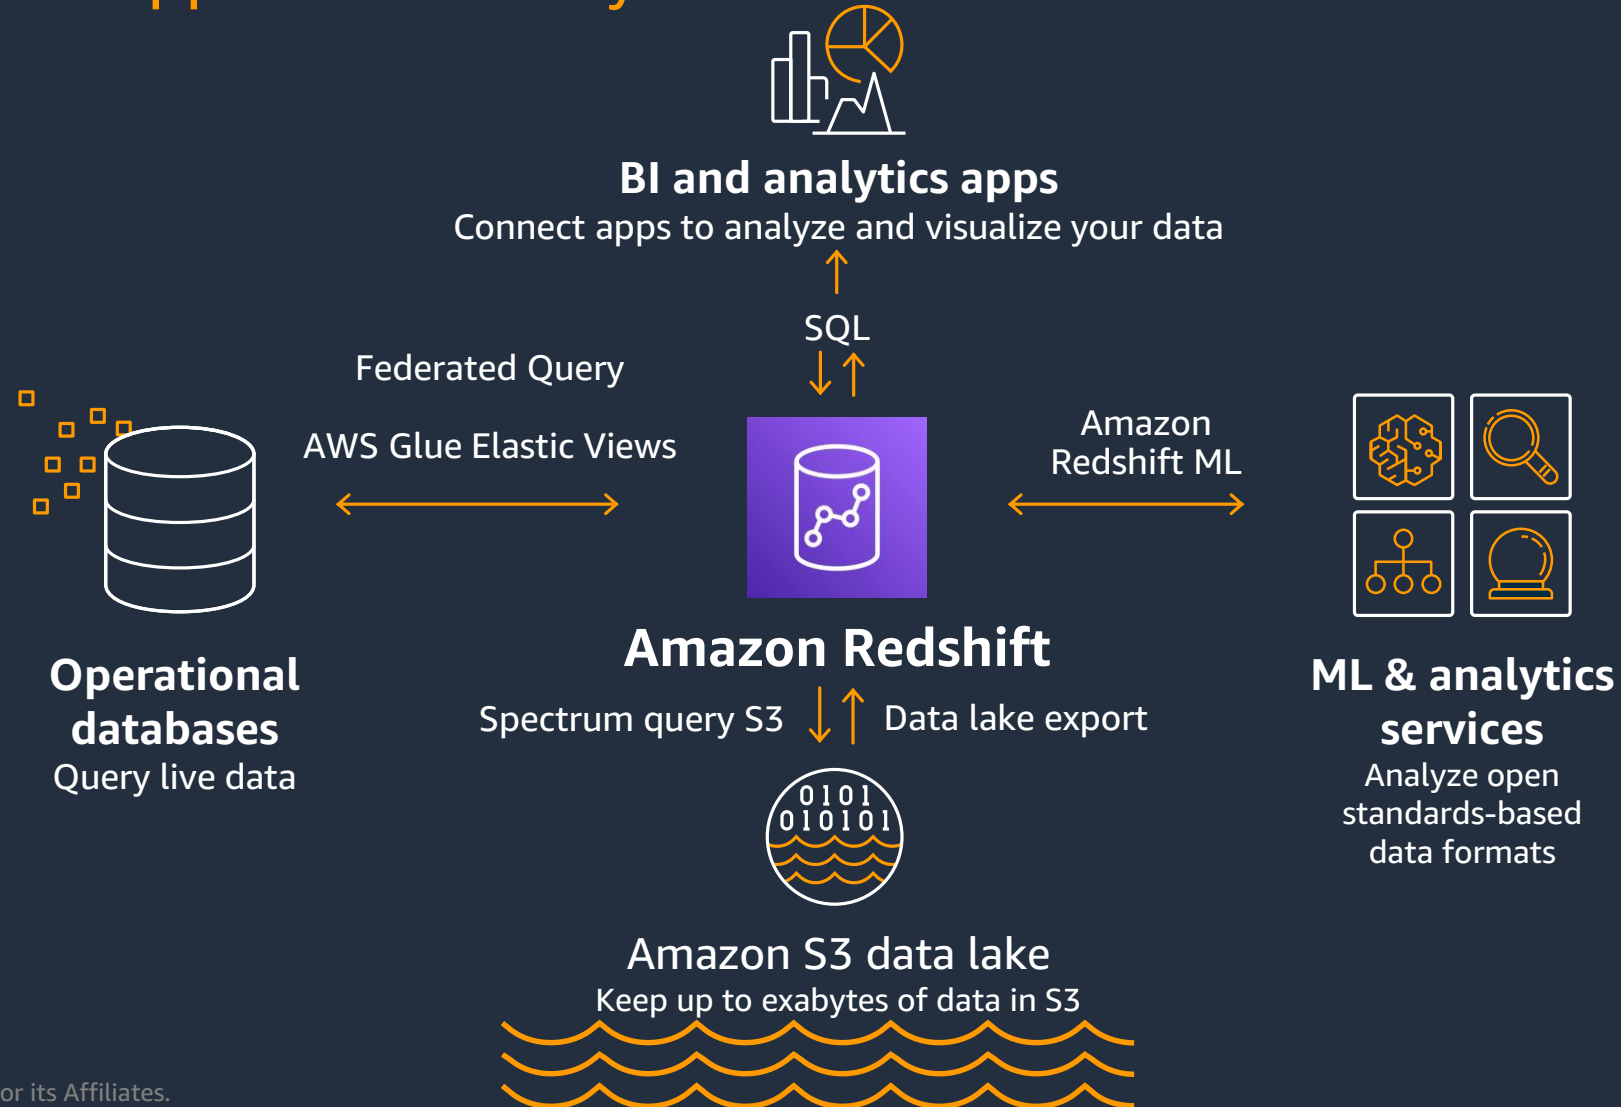 BI and analytics apps
Connect apps to analyze and visualize your data
SQL
Federated Query
AWS Glue Elastic Views
Amazon
Redshift ML
Operational
databases
Query live data
Amazon Redshift
Spectrum query S3
Data lake export
ML & analytics
services
Analyze open
standards-based
data formats
0101
010101
Amazon S3 data lake
Keep up to exabytes of data in S3
or its Affiliates.